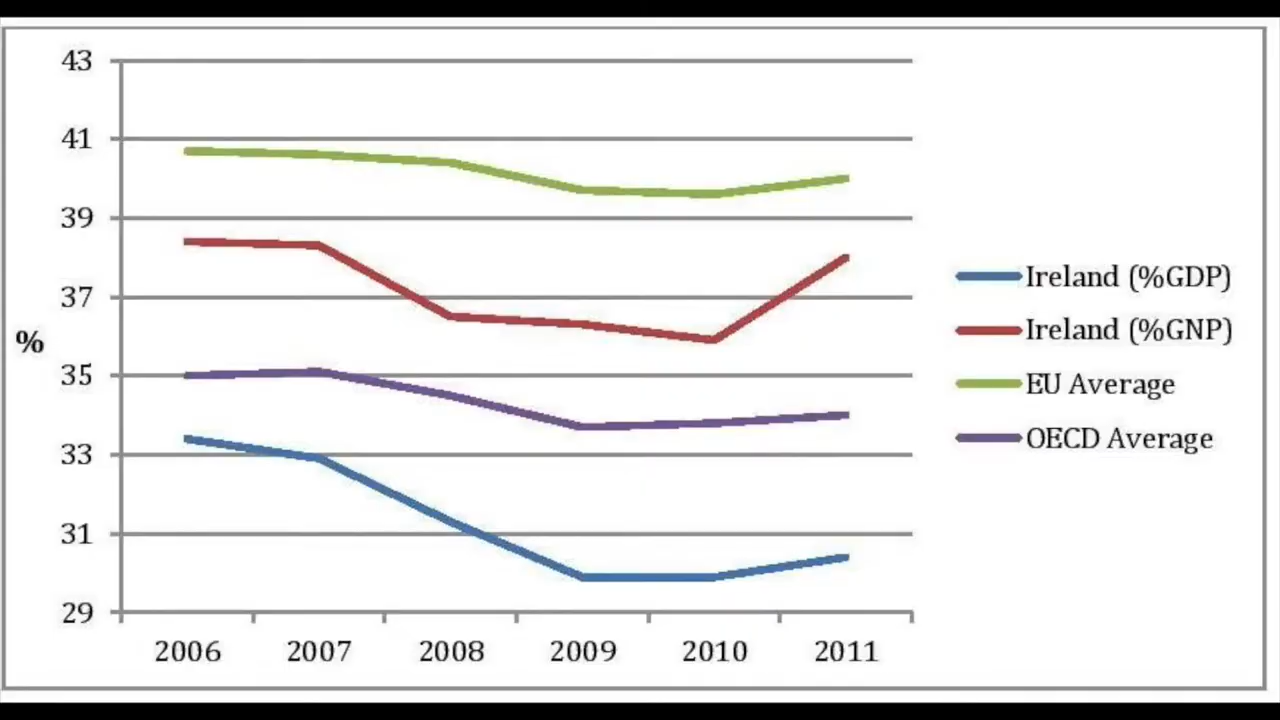 43
41
39
37
%
35
33
31
29
2006 2007 2008 2009 2010 2011
Ireland (%GDP)
Ireland (%GNP)
EU Average
OECD Average